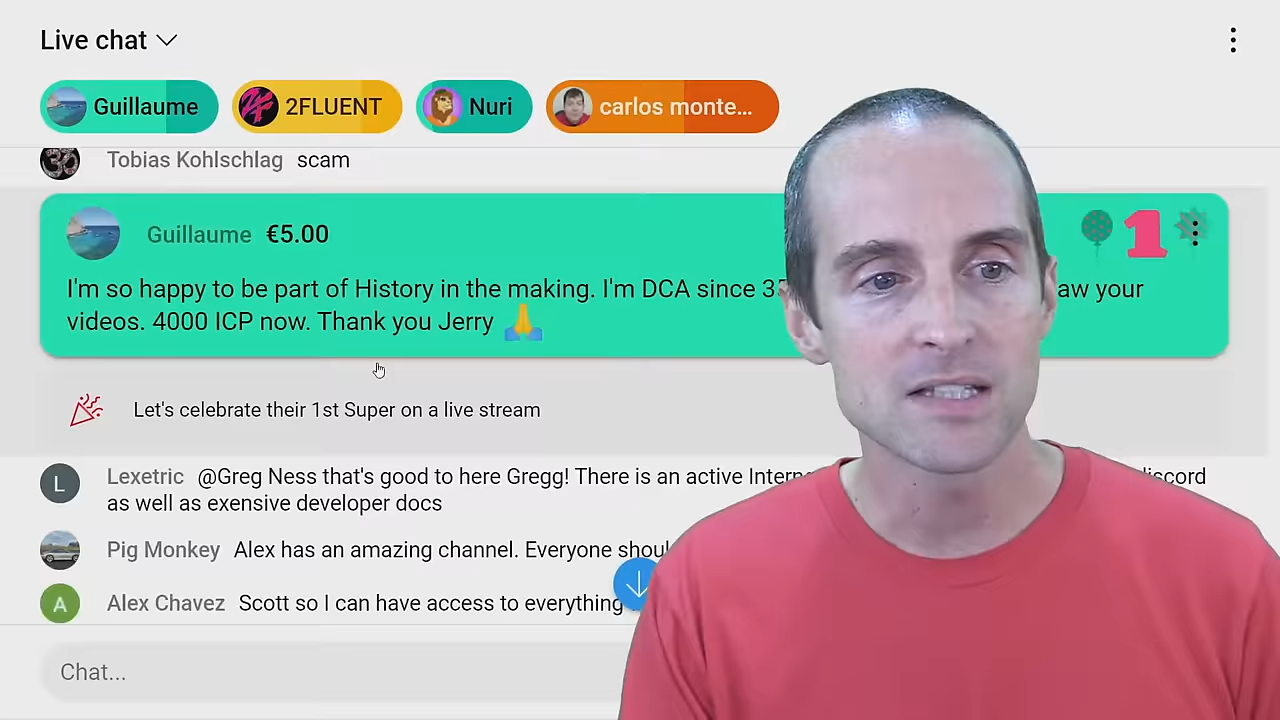 Live chat
Guillaume
2FLUENT
Nuri
carlos monte...
Tobias Kohlschlag scam
Guillaume €5.00
1
I'm so happy to be part of History in the making. I'm DCA since your
videos. 4000 ICP now. Thank you Jerry 🙏
Let's celebrate their 1st Super on a live stream
L
Lexetric @Greg Ness that's good to here Gregg! There is an active
as well as exensive developer docs
Pig Monkey Alex has an amazing channel. Everyone
A
Alex Chavez Scott so I can have access to everything
Chat...